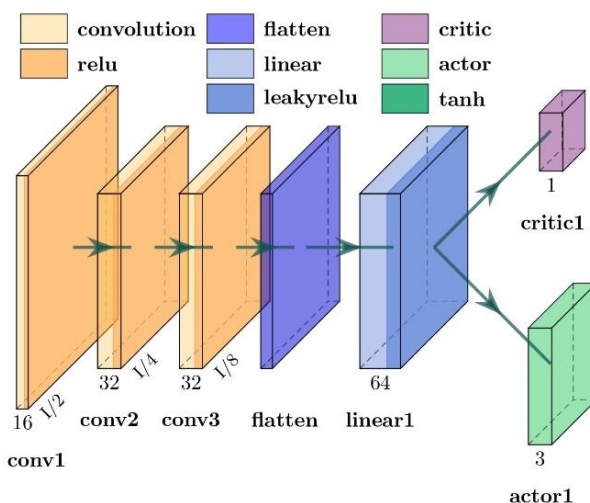 convolution
relu
flatten
linear
leakyrelu
critic
actor
tanh
16
I/2
conv1
32
I/4
conv2
32
I/8
conv3
flatten
64
linear1
1
critic1
3
actor1